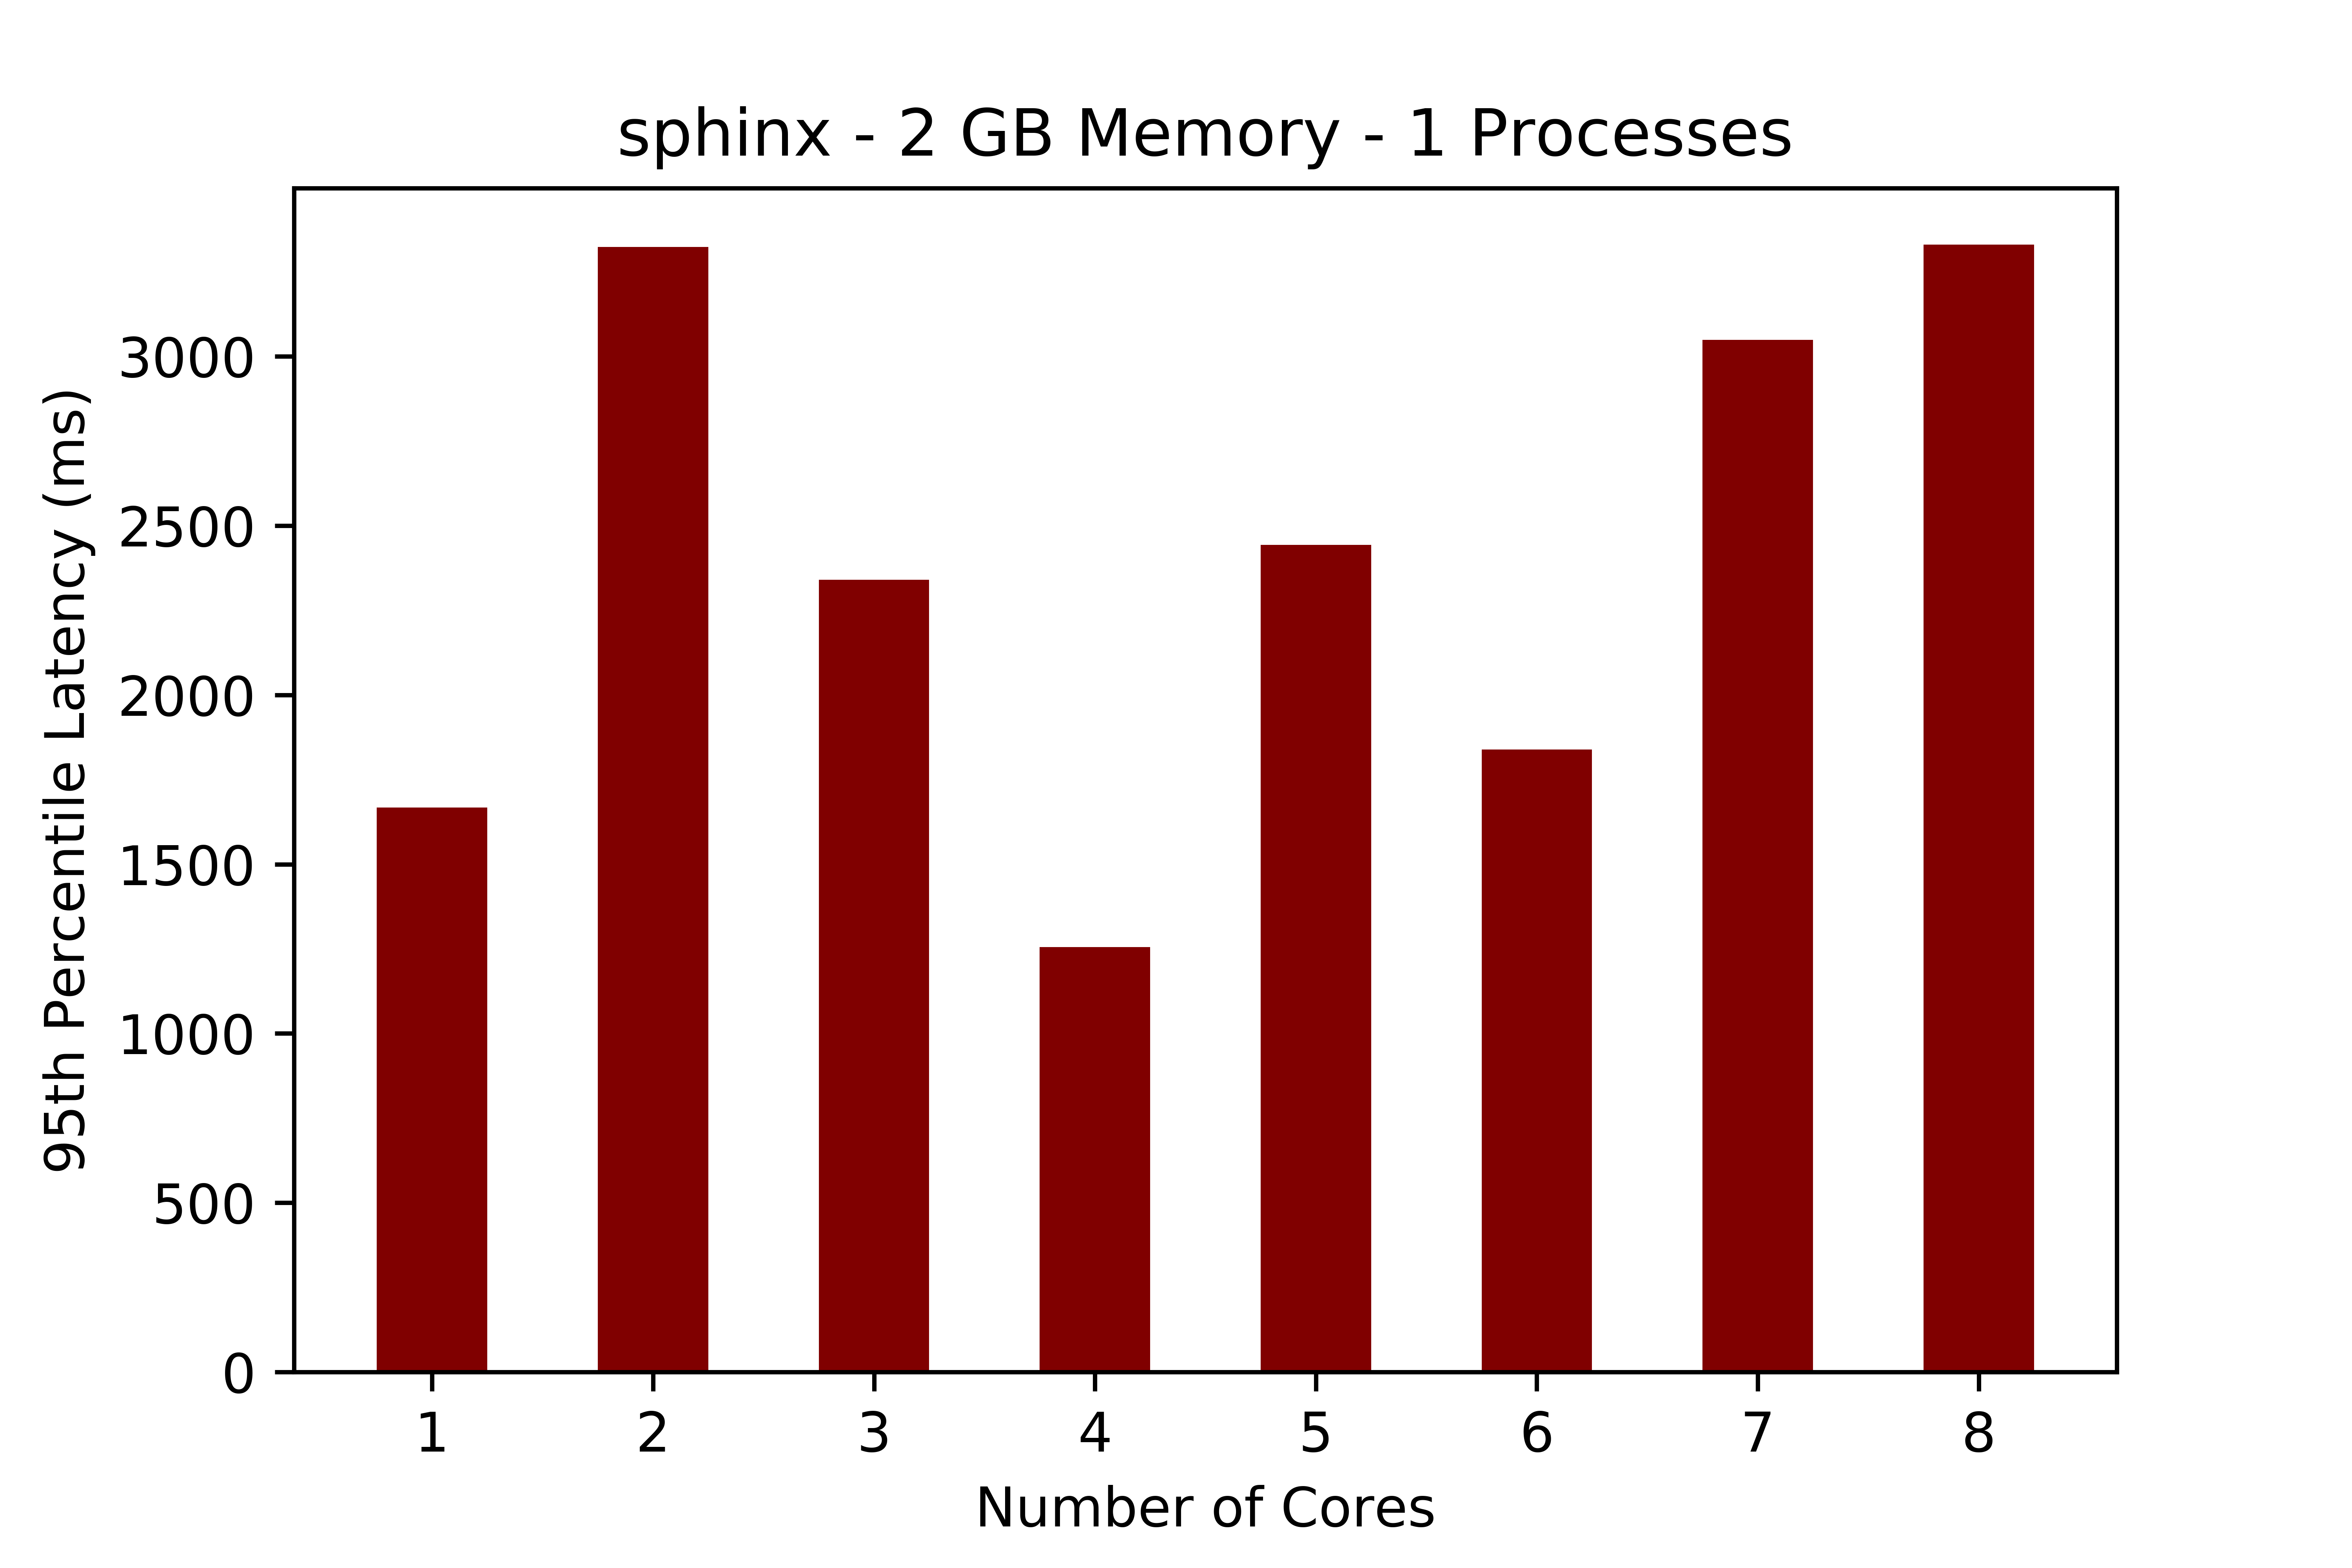 sphinx - 2 GB Memory - 1 Processes
95th Percentile Latency (ms)
3000
2500
2000
1500
1000
500
0
1 2 3 4 5 6 7 8
Number of Cores